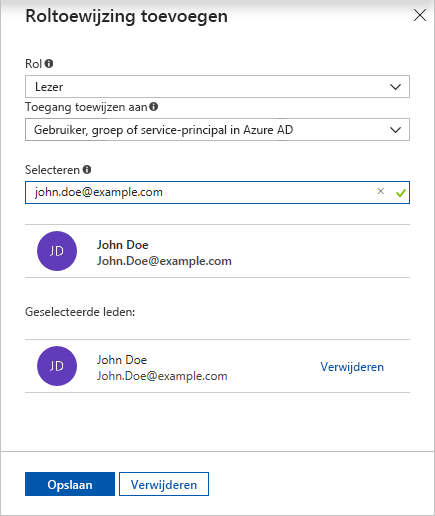 Roltoewijzing toevoegen
Rol
Lezer
Toegang toewijzen aan
Gebruiker, groep of service-principal in Azure AD
Selecteren
john.doe@example.com
JD
John Doe
John.Doe@example.com
Geselecteerde leden:
JD
John Doe
John.Doe@example.com
Verwijderen
Opslaan
Verwijderen